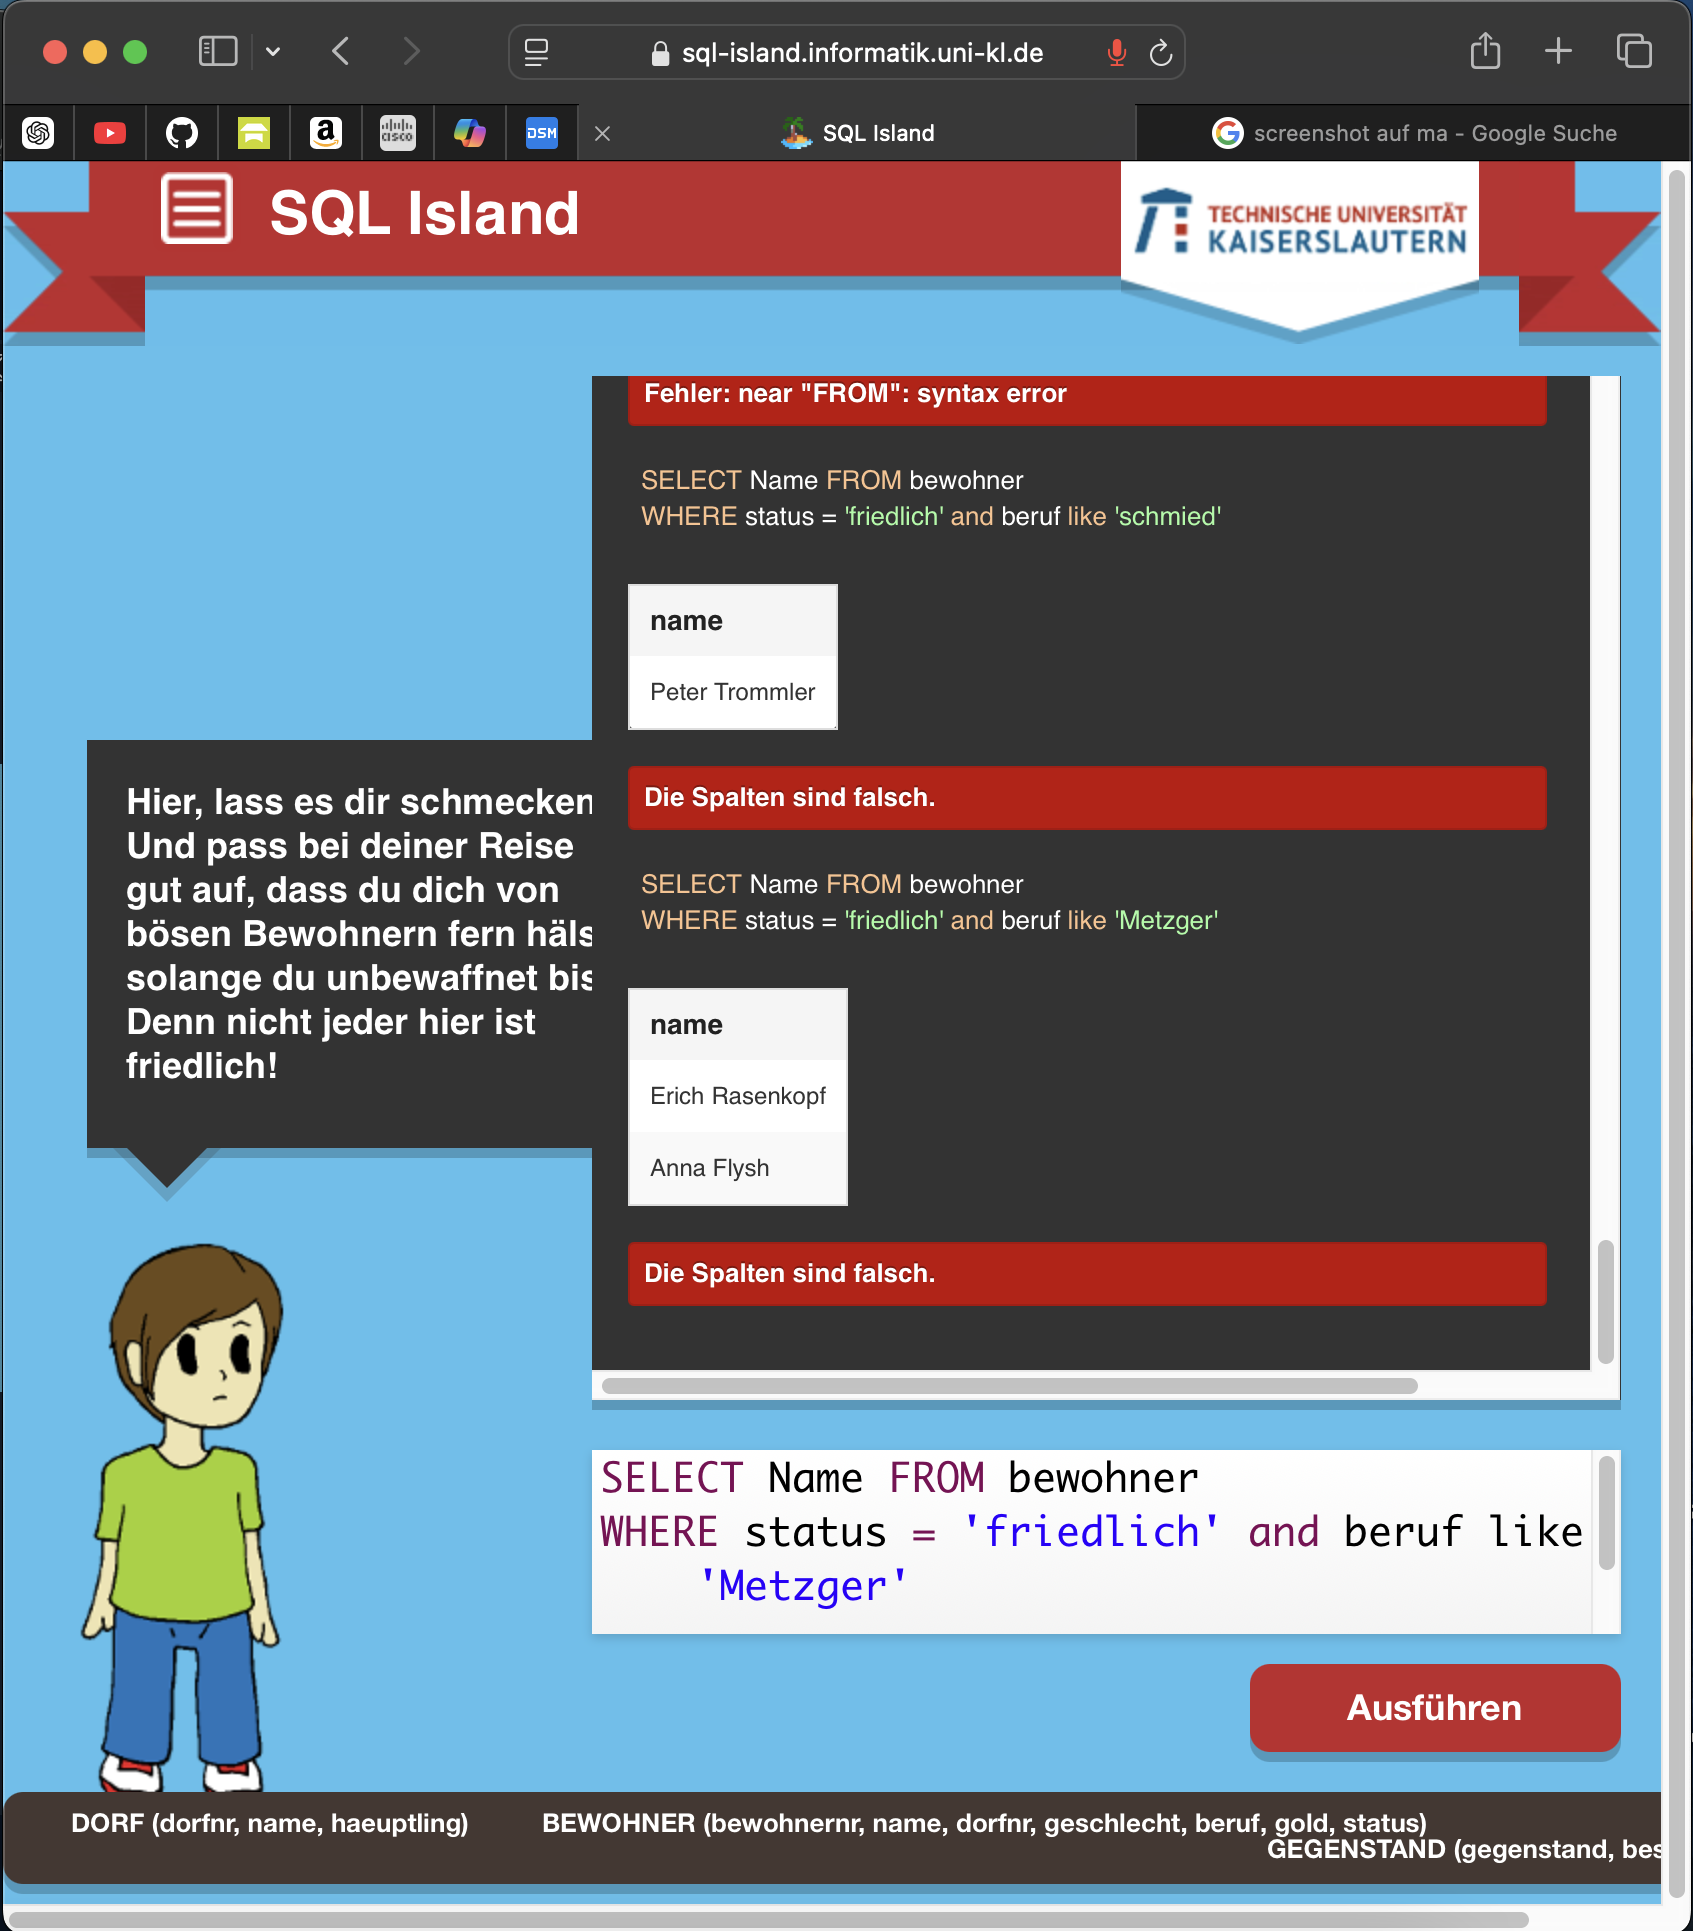 sql-island.informatik.uni-kl.de
a
cisco
DSM
SQL Island
screenshot auf ma - Google Suche
SQL Island
TECHNISCHE UNIVERSITÄT
KAISERSLAUTERN
Fehler: near "FROM": syntax error
SELECT Name FROM bewohner
WHERE status = 'friedlich' and beruf like 'schmied'
name
Peter Trommler
Die Spalten sind falsch.
SELECT Name FROM bewohner
WHERE status = 'friedlich' and beruf like 'Metzger'
name
Erich Rasenkopf
Anna Flysh
Die Spalten sind falsch.
Hier, lass es dir schmecken
Und pass bei deiner Reise
gut auf, dass du dich von
bösen Bewohnern fern häls
solange du unbewaffnet bis
Denn nicht jeder hier ist
friedlich!
SELECT Name FROM bewohner
WHERE status = 'friedlich' and beruf like
'Metzger'
Ausführen
DORF (dorfnr, name, haeuptling)
BEWOHNER (bewohnernr, name, dorfnr, geschlecht, beruf, gold, status)
GEGENSTAND (gegenstand, bes